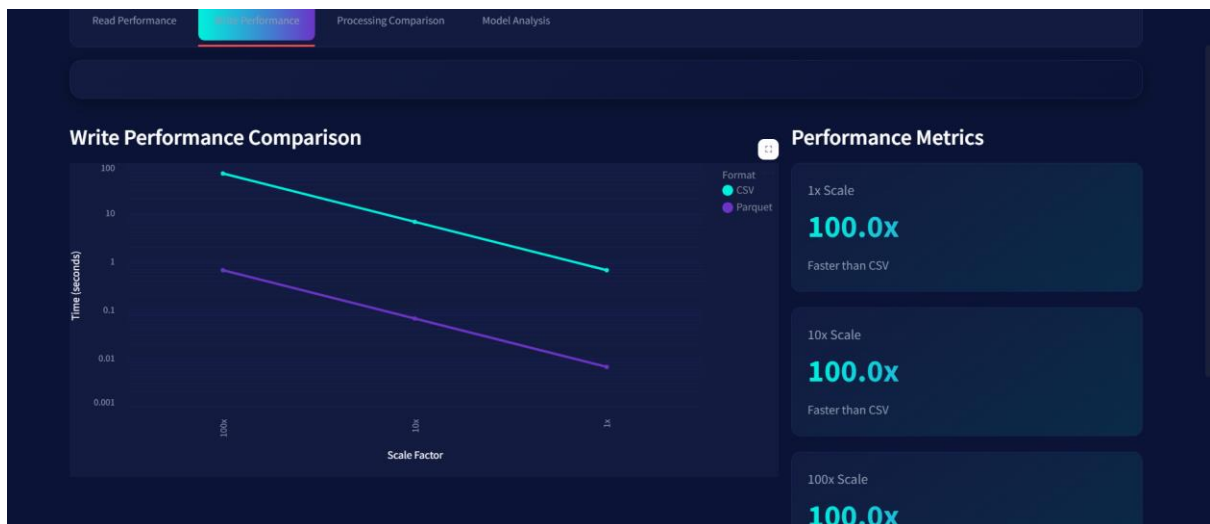 Read Performance
Write Performance
Processing Comparison
Model Analysis
Write Performance Comparison
100
10
1
0.1
0.01
0.001
Time (seconds)
100x
10x
1x
Scale Factor
Format
CSV
Parquet
Performance Metrics
1x Scale
100.0x
Faster than CSV
10x Scale
100.0x
Faster than CSV
100x Scale
100.0x